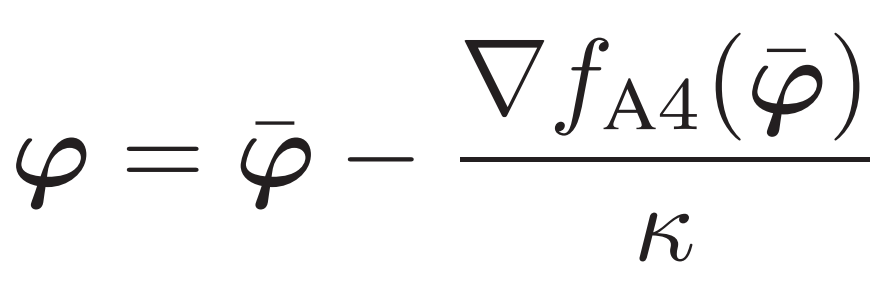 φ = φ̄ − ∇f_A4(φ̄) / κ